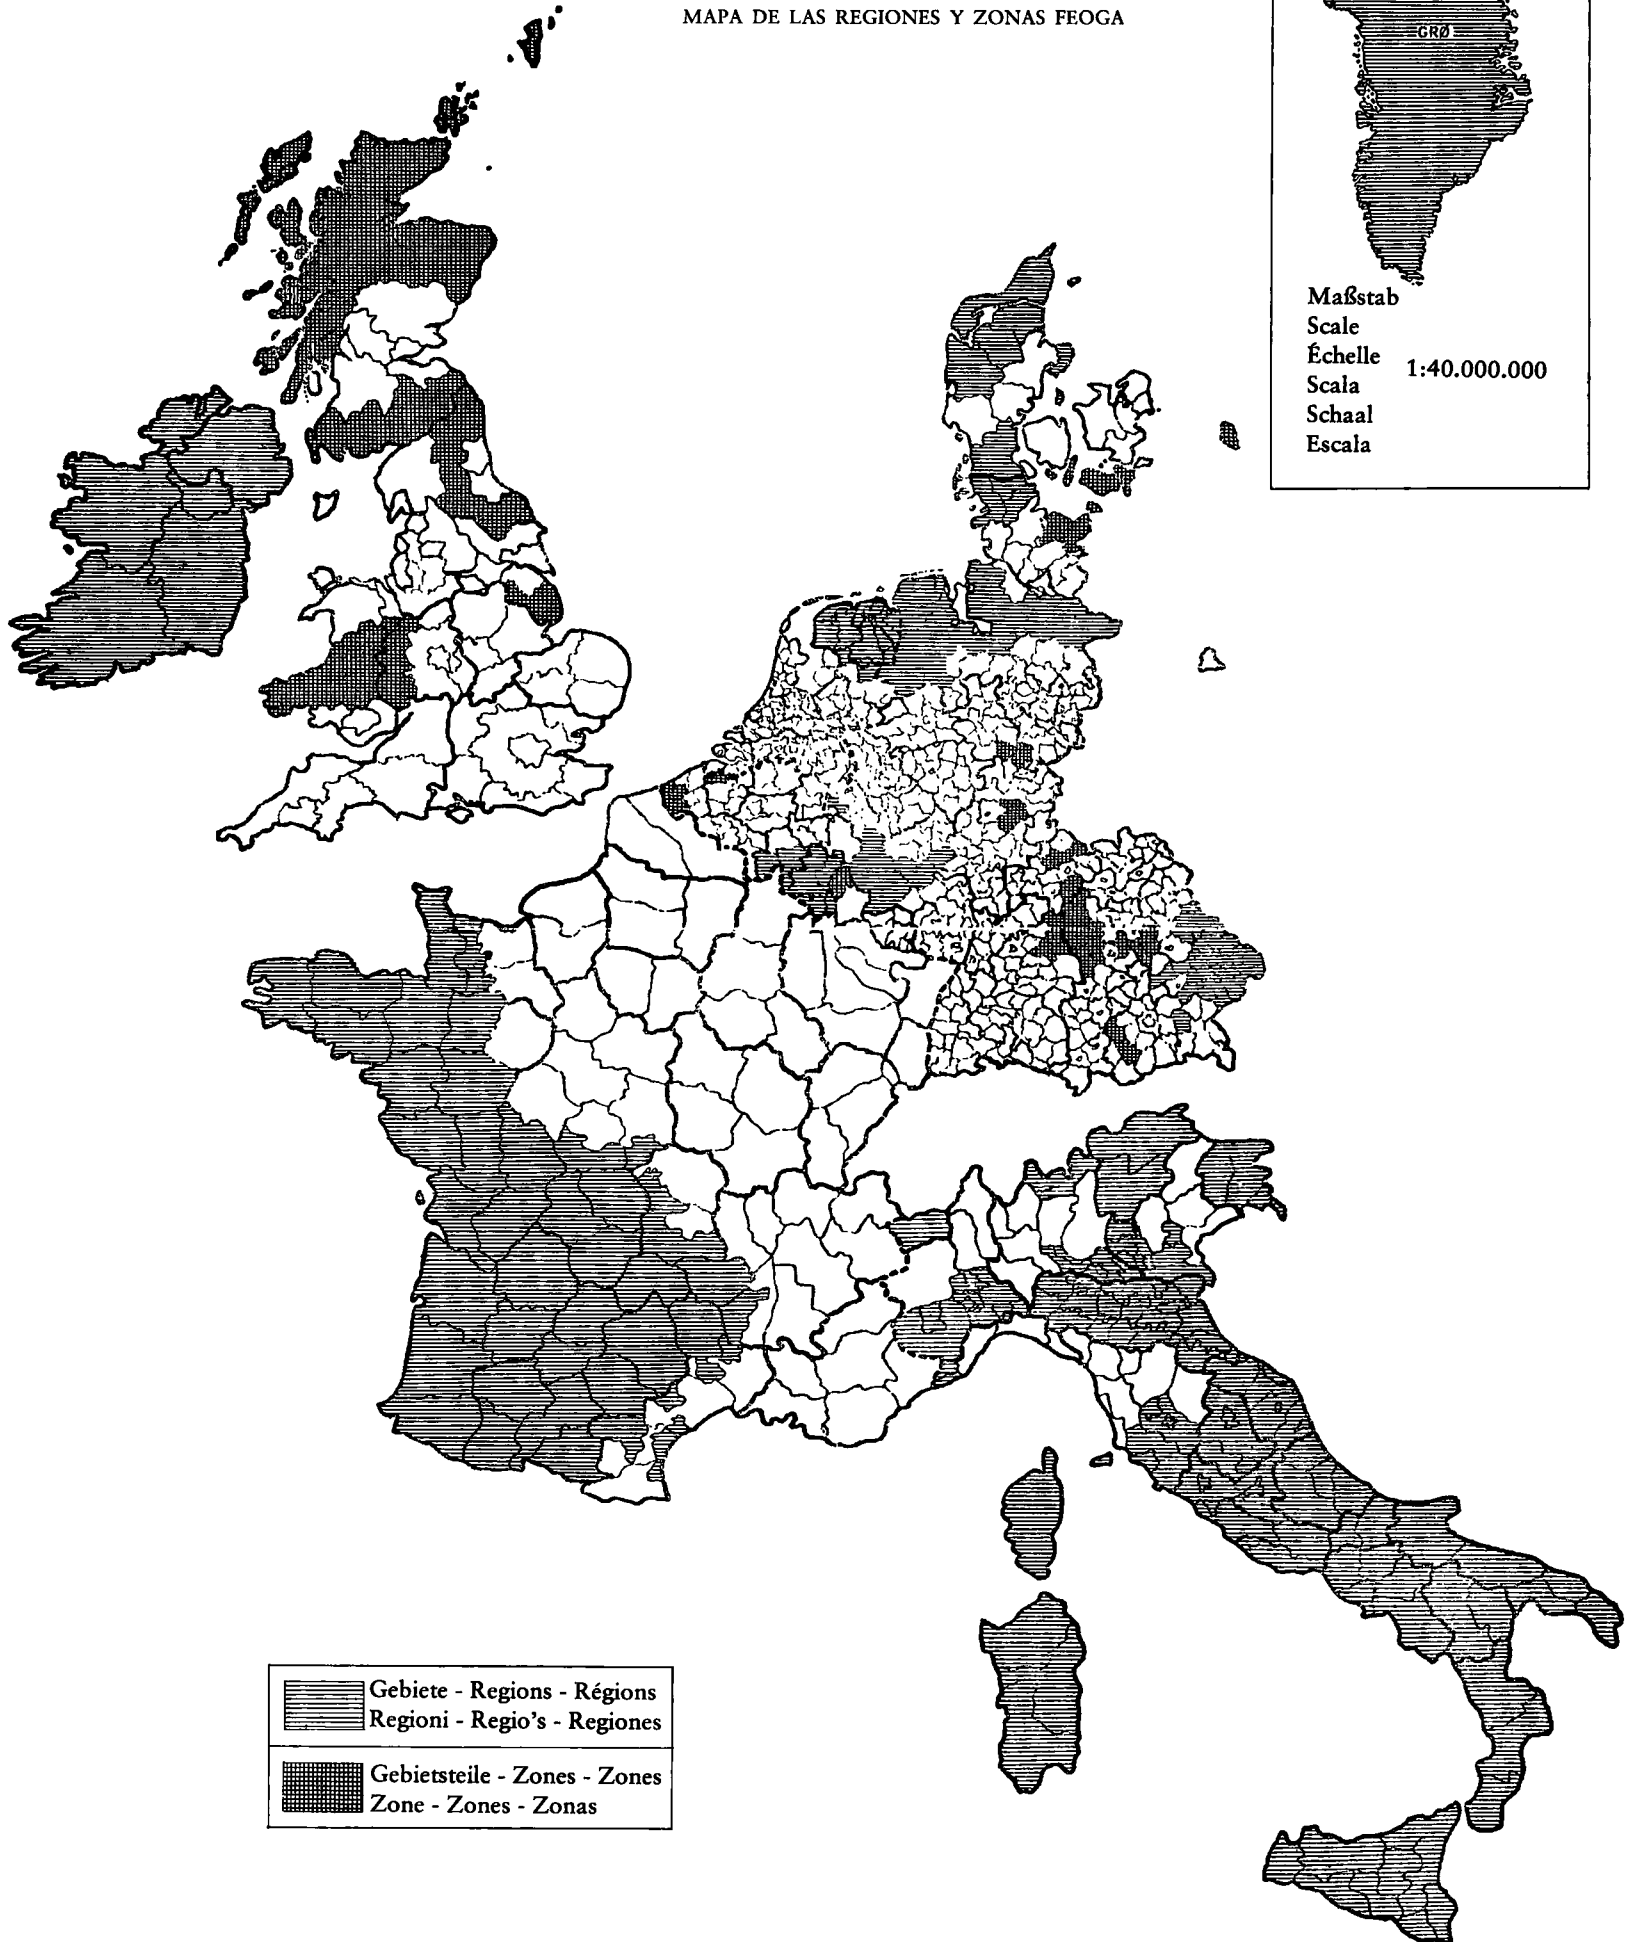 MAPA DE LAS REGIONES Y ZONAS FEOGA
GRØ
Maßstab
Scale
Échelle
Scala
Schaal
Escala
1:40.000.000
Gebiete - Regions - Régions
Regioni - Regio's - Regiones
Gebietsteile - Zones - Zones
Zone - Zones - Zonas